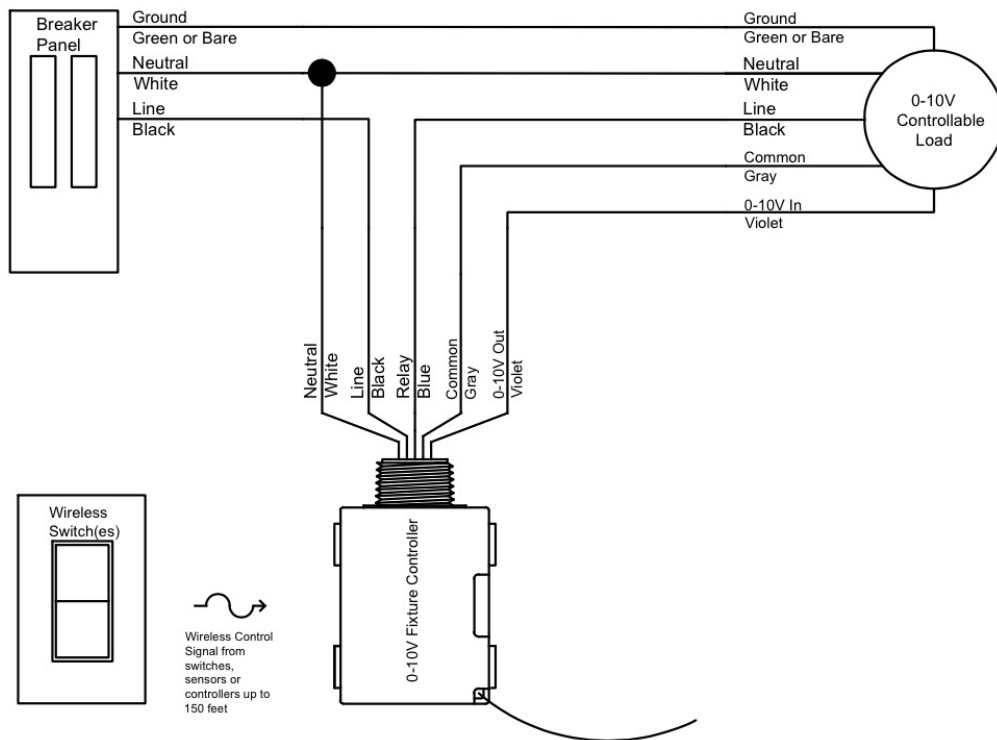 Breaker
Panel
Ground
Green or Bare
Neutral
White
Line
Black
Ground
Green or Bare
Neutral
White
Line
Black
Common
Gray
0-10V In
Violet
0-10V
Controllable
Load
Neutral
White
Line
Black
Relay
Blue
Common
Gray
0-10V Out
Violet
0-10V Fixture Controller
Wireless
Switch(es)
Wireless Control
Signal from
switches,
sensors or
controllers up to
150 feet